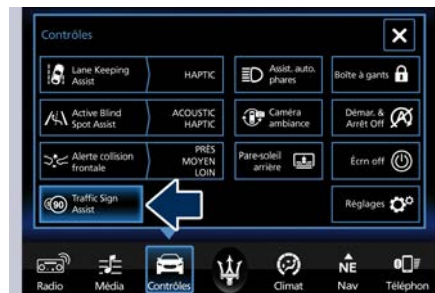 Contrôles
Lane Keeping
Assist
HAPTIC
Assist. auto.
phares
Boîte à gants
Active Blind
Spot Assist
ACOUSTIC
HAPTIC
Caméra
ambiance
Démar. &
Arrêt Off
Alerte collision
frontale
PRÈS
MOYEN
LOIN
Pare-soleil
arrière
Écrn off
90
Traffic Sign
Assist
Réglages
Radio
Média
Contrôles
Climat
NE
Nav
Téléphon